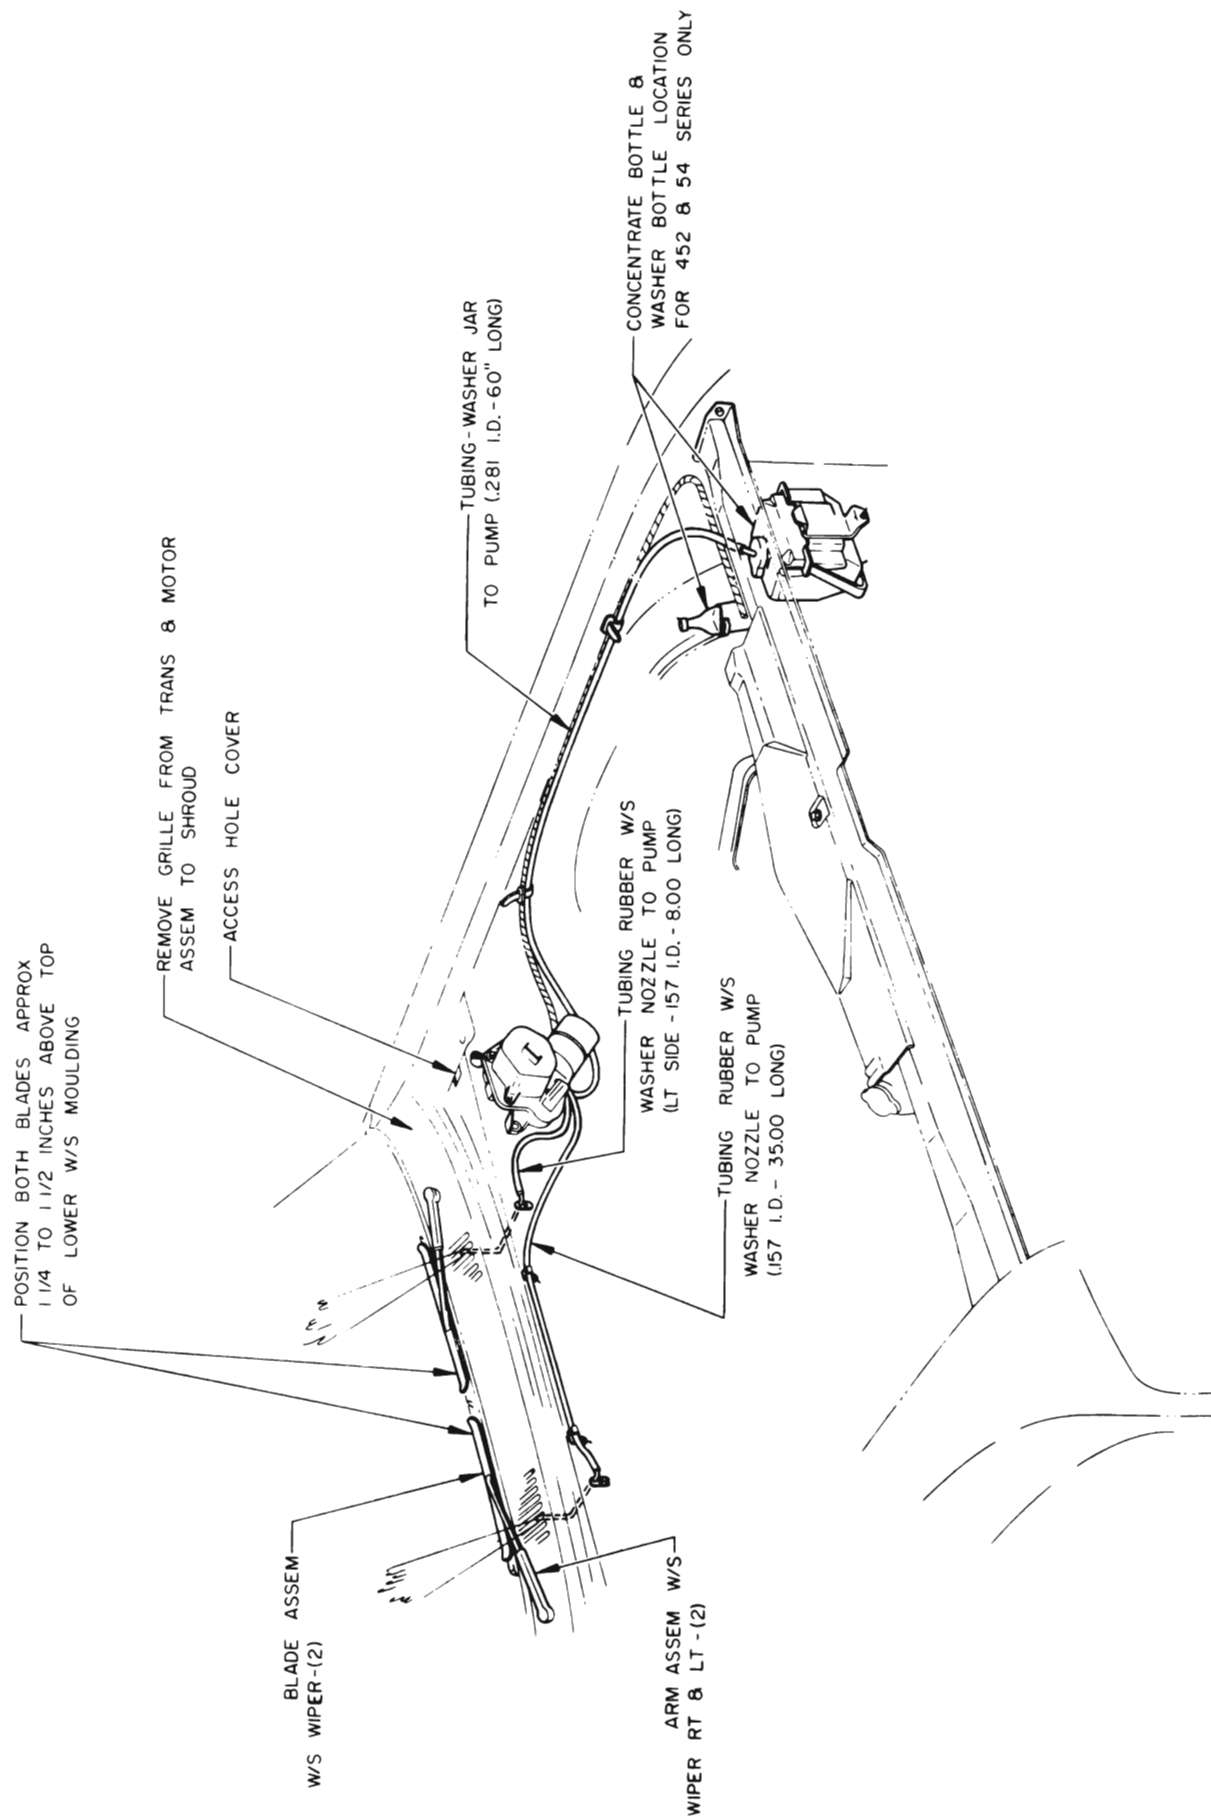 POSITION BOTH BLADES APPROX
1 1/4 TO 1 1/2 INCHES ABOVE TOP
OF LOWER W/S MOULDING
REMOVE GRILLE FROM TRANS & MOTOR
ASSEM TO SHROUD
ACCESS HOLE COVER
BLADE ASSEM
W/S WIPER-(2)
TUBING-WASHER JAR
TO PUMP (.281 I.D.-60" LONG)
CONCENTRATE BOTTLE &
WASHER BOTTLE LOCATION
FOR 452 & 54 SERIES ONLY
TUBING RUBBER W/S
WASHER NOZZLE TO PUMP
(LT SIDE -.157 I.D.- 8.00 LONG)
TUBING RUBBER W/S
WASHER NOZZLE TO PUMP
(.157 I.D.- 35.00 LONG)
ARM ASSEM W/S
WIPER RT & LT -(2)